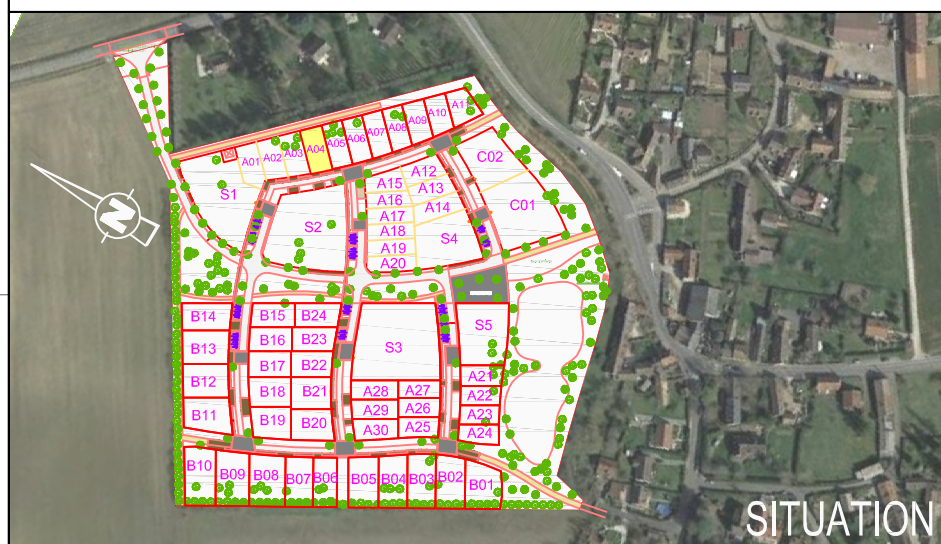 A01 A02 A03 A04 A05 A06 A07 A08 A09 A10 A11
S1 S2 A15 A12 C02
A16 A13
A17 A14 C01
A18 S4
A19
A20
N
B14 B15 B24 S3 S5
B13 B16 B23
B17 B22
B12 B18 B21 A28 A27 A21
A29 A26 A22
B11 B19 B20 A30 A25 A23
A24
B10 B09 B08 B07 B06 B05 B04 B03 B02 B01
SITUATION